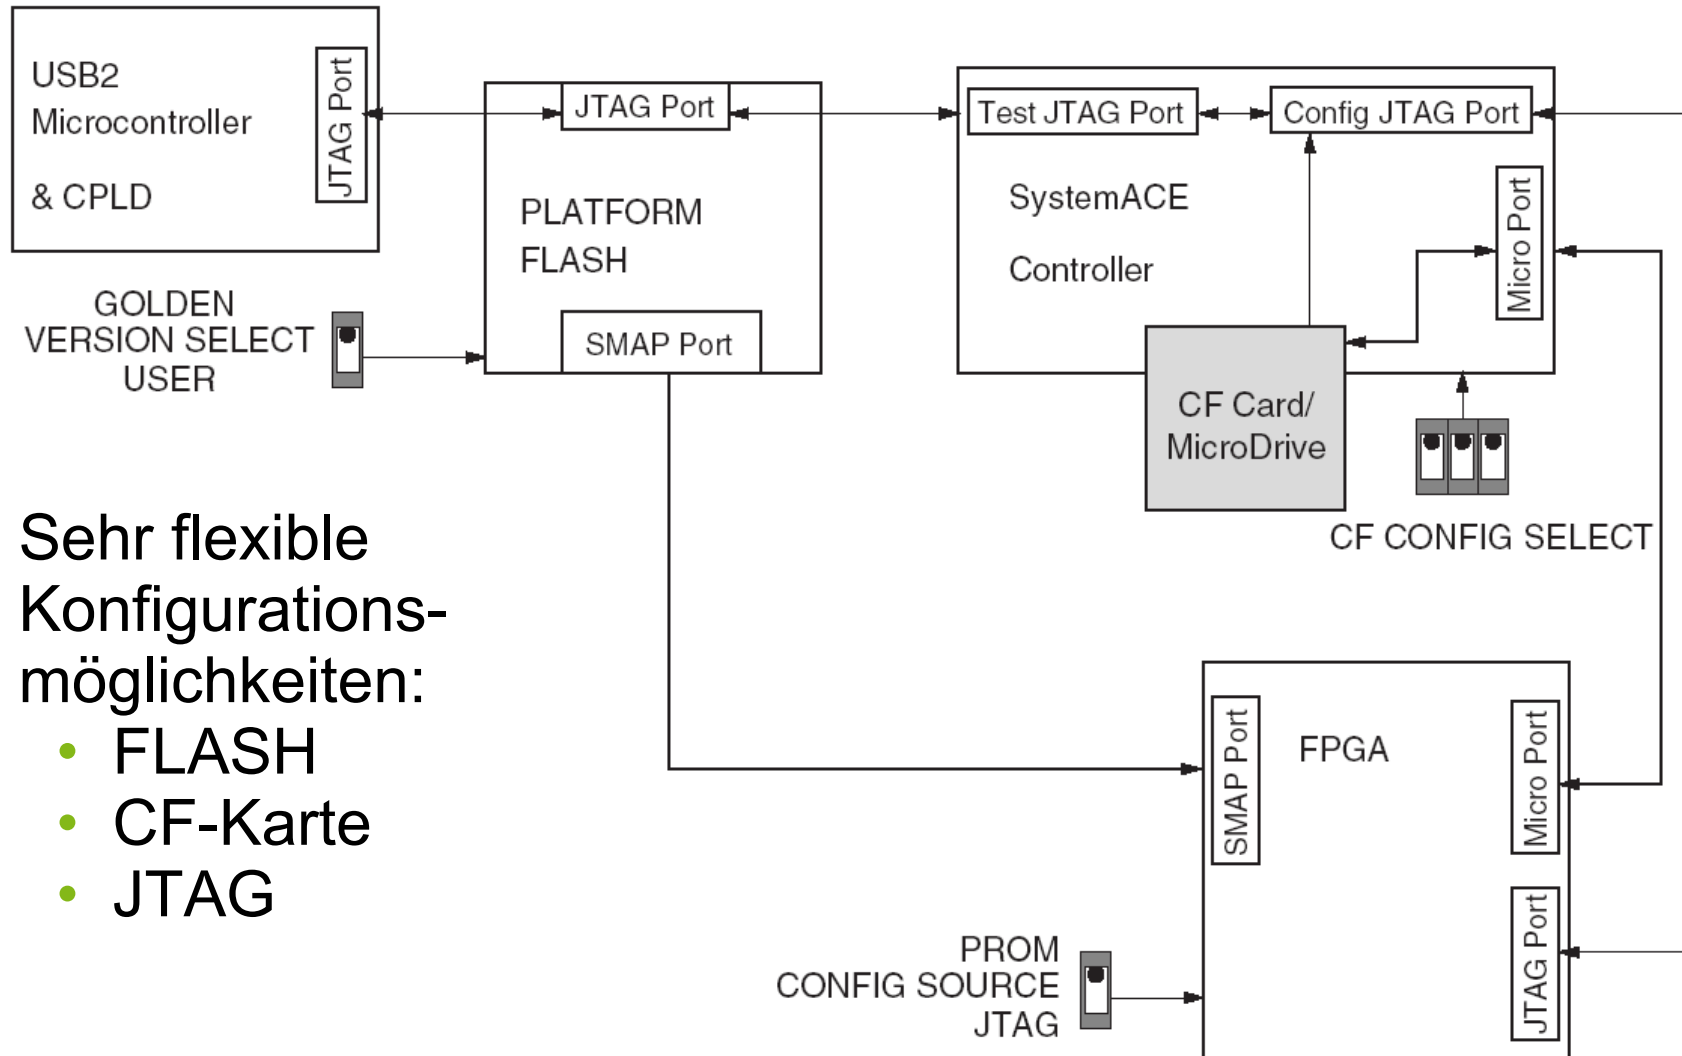 USB2
Microcontroller
& CPLD
JTAG Port
JTAG Port
PLATFORM
FLASH
SMAP Port
GOLDEN
VERSION SELECT
USER
Test JTAG Port
Config JTAG Port
SystemACE
Controller
Micro Port
CF Card/
MicroDrive
CF CONFIG SELECT
Sehr flexible
Konfigurations-
möglichkeiten:
• FLASH
• CF-Karte
• JTAG
SMAP Port
FPGA
Micro Port
JTAG Port
PROM
CONFIG SOURCE
JTAG